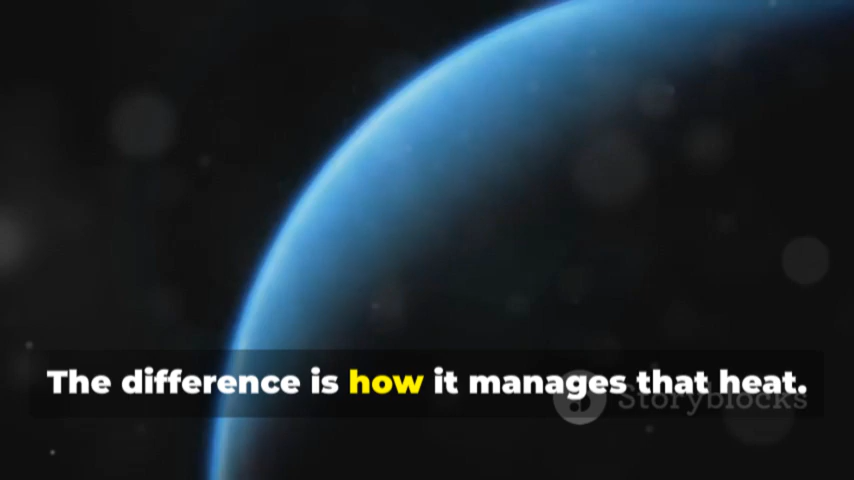 The difference is how it manages that heat.
Storyblocks